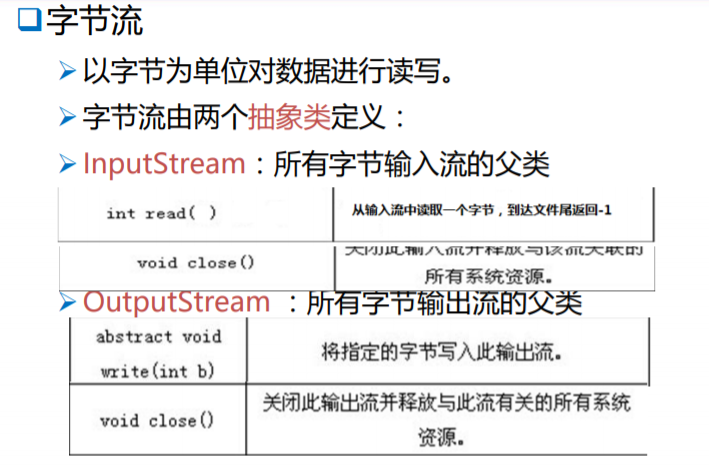 字节流
以字节为单位对数据进行读写。
字节流由两个抽象类定义：
InputStream：所有字节输入流的父类
int read( )
从输入流中读取一个字节，到达文件尾返回-1
void close()
关闭此输入流并释放与该流关联的
所有系统资源。
OutputStream ：所有字节输出流的父类
abstract void
write(int b)
将指定的字节写入此输出流。
void close()
关闭此输出流并释放与此流有关的所有系统
资源。